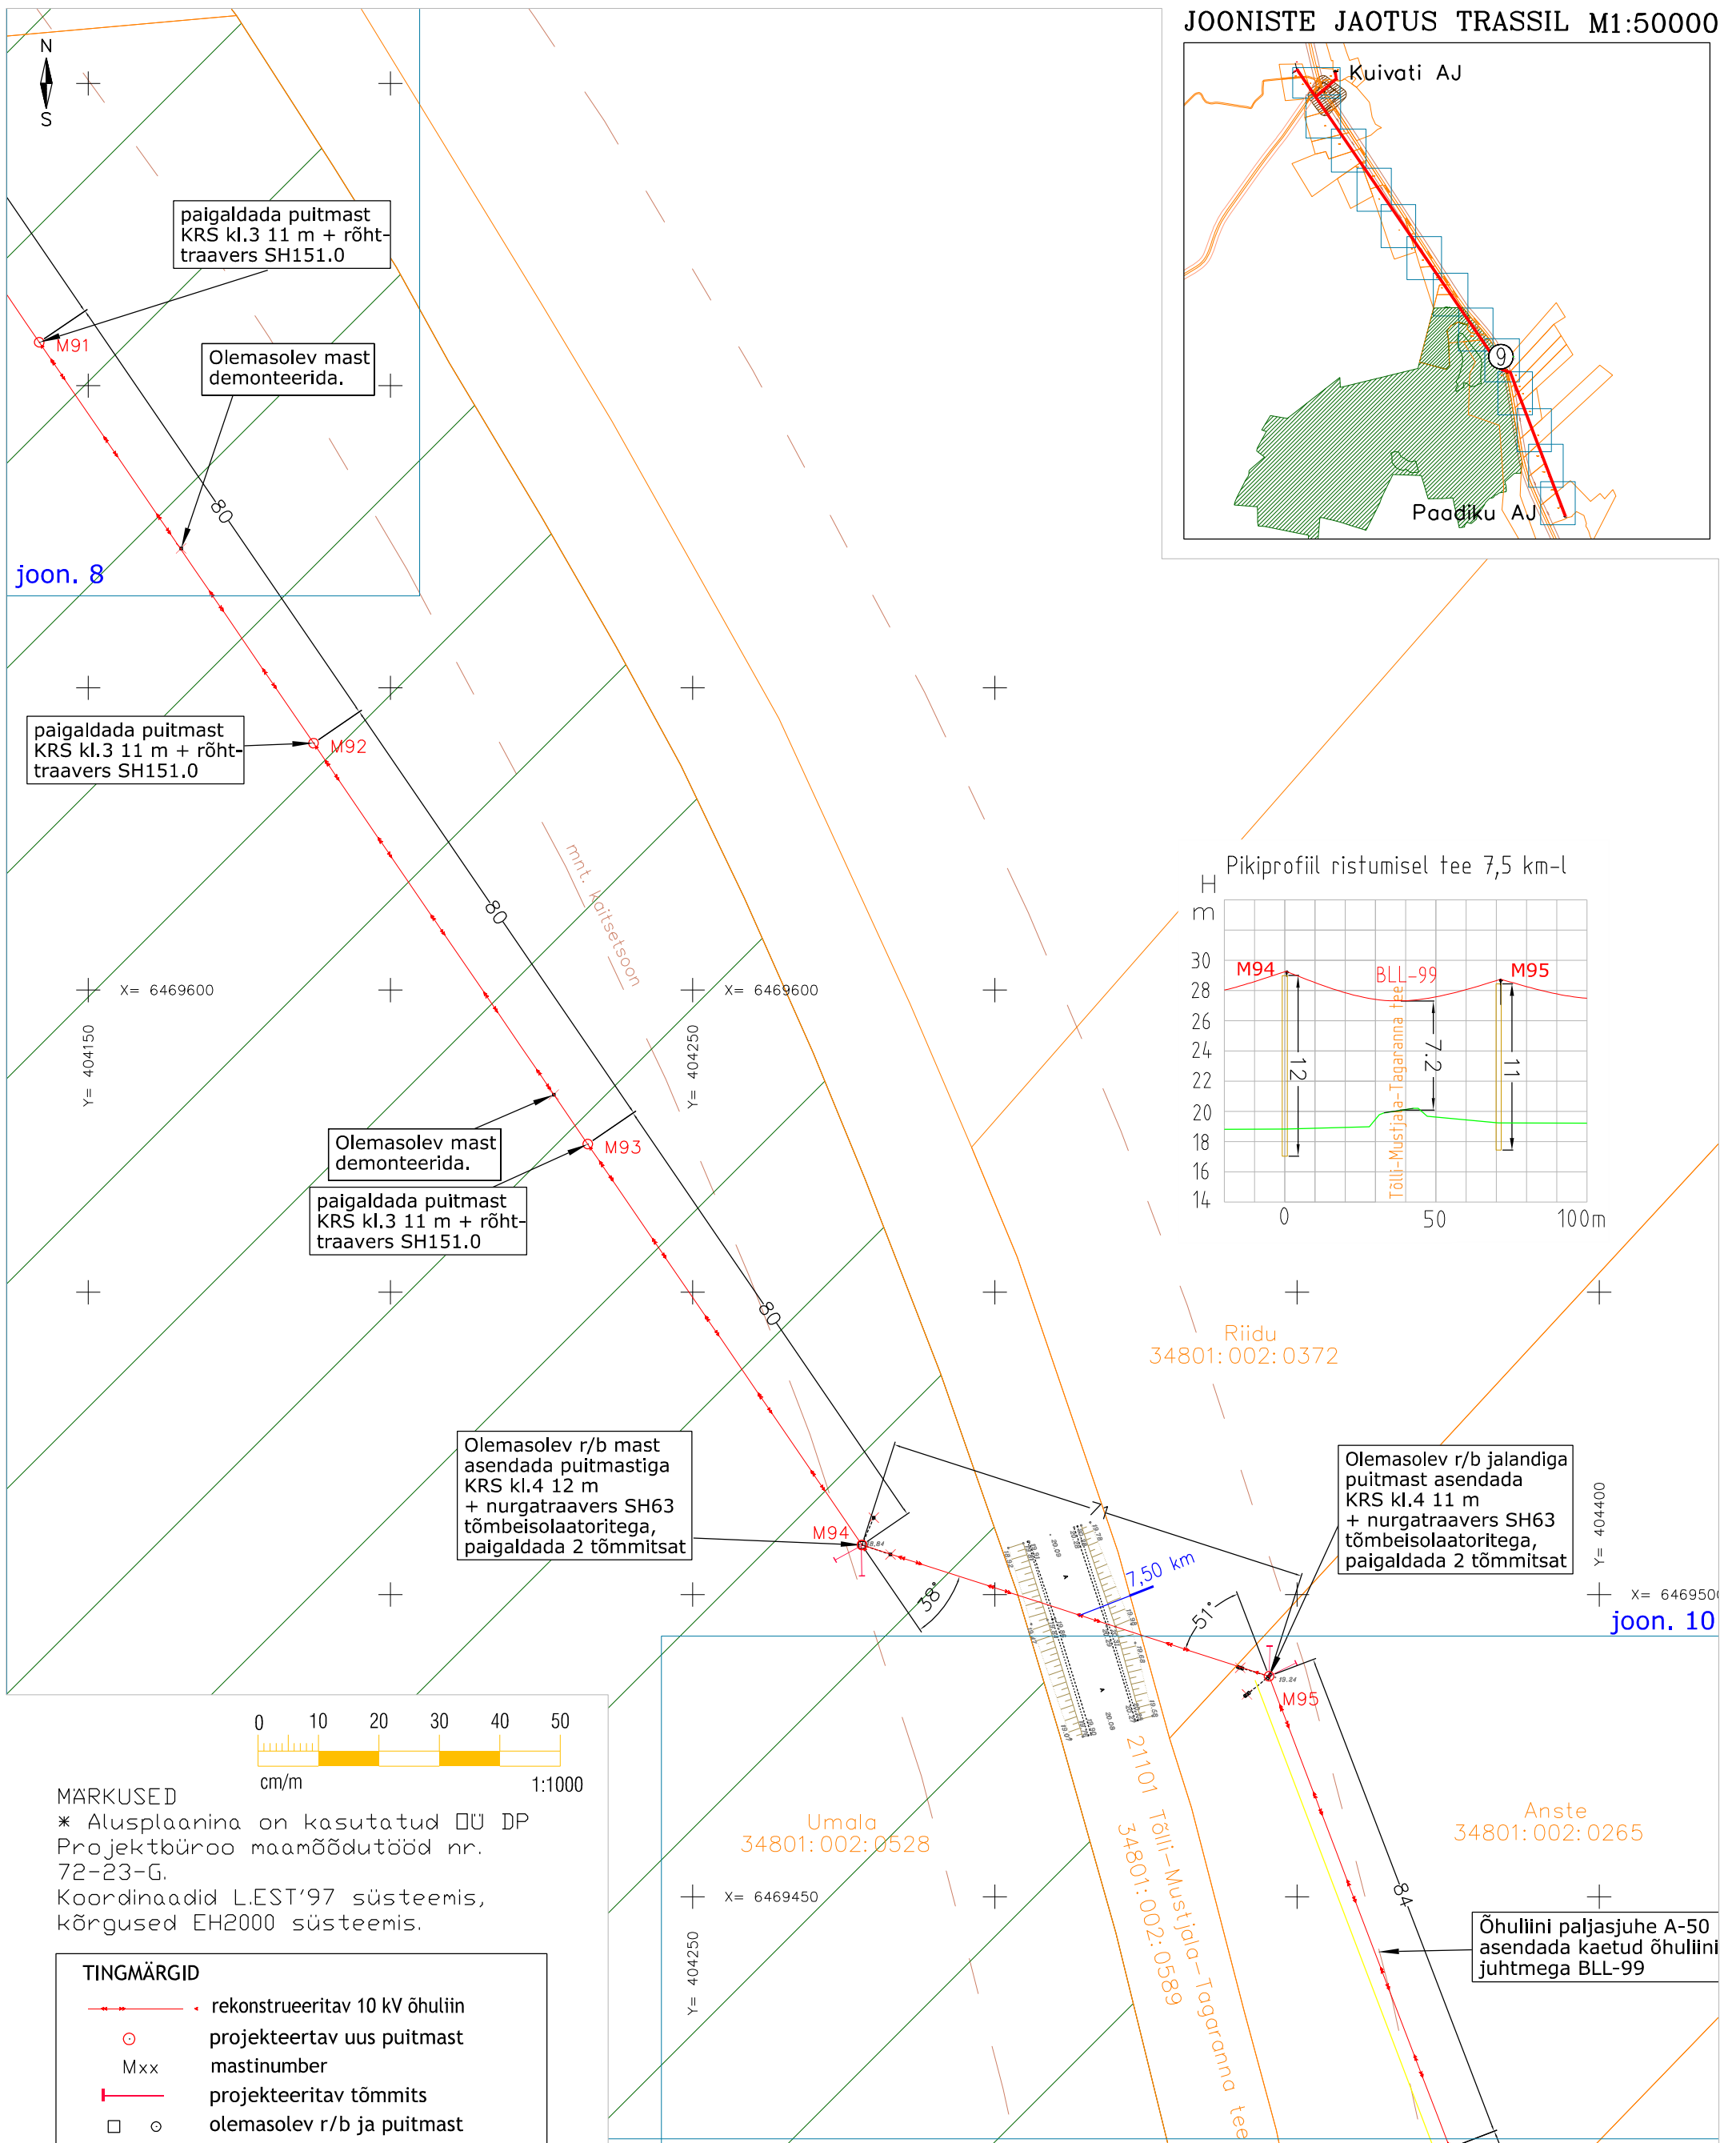 JOONISTE JAOTUS TRASSIL M1:50000
Kuivati AJ
9
Paadiku AJ
N
S
paigaldada puitmast
KRS kl.3 11 m + rõht-
traavers SH151.0
M91
Olemasolev mast
demonteerida.
80
joon. 8
paigaldada puitmast
KRS kl.3 11 m + rõht-
traavers SH151.0
M92
mnt. kaitsetsoon
80
X= 6469600
X= 6469600
Y= 404150
Y= 404250
Olemasolev mast
demonteerida.
M93
paigaldada puitmast
KRS kl.3 11 m + rõht-
traavers SH151.0
80
Pikiprofiil ristumisel tee 7,5 km-l
H
m
30
28
26
24
22
20
18
16
14
M94
BLL-99
M95
12
7.2
11
Tõlli-Mustjala-Tagaranna tee
0
50
100m
Riidu
34801:002:0372
Olemasolev r/b mast
asendada puitmastiga
KRS kl.4 12 m
+ nurgatraavers SH63
tõmbeisolaatoritega,
paigaldada 2 tõmmitsat
M94
18.84
38°
71
7,50 km
51°
Olemasolev r/b jalandiga
puitmast asendada
KRS kl.4 11 m
+ nurgatraavers SH63
tõmbeisolaatoritega,
paigaldada 2 tõmmitsat
Y= 404400
X= 6469500
joon. 10
19.24
M95
0 10 20 30 40 50
cm/m
1:1000
MÄRKUSED
* Alusplaanina on kasutatud OÜ DP
Projektbüroo maamõõdutööd nr.
72-23-G.
Koordinaadid L.EST'97 süsteemis,
kõrgused EH2000 süsteemis.
Umala
34801:002:0528
X= 6469450
Y= 404250
21101 Tõlli-Mustjala-Tagaranna tee
34801:002:0589
Anste
34801:002:0265
84
Õhuliini paljasjuhe A-50
asendada kaetud õhuliini
juhtmega BLL-99
TINGMÄRGID
rekonstrueeritav 10 kV õhuliin
projekteertav uus puitmast
Mxx mastinumber
projekteeritav tõmmits
olemasolev r/b ja puitmast